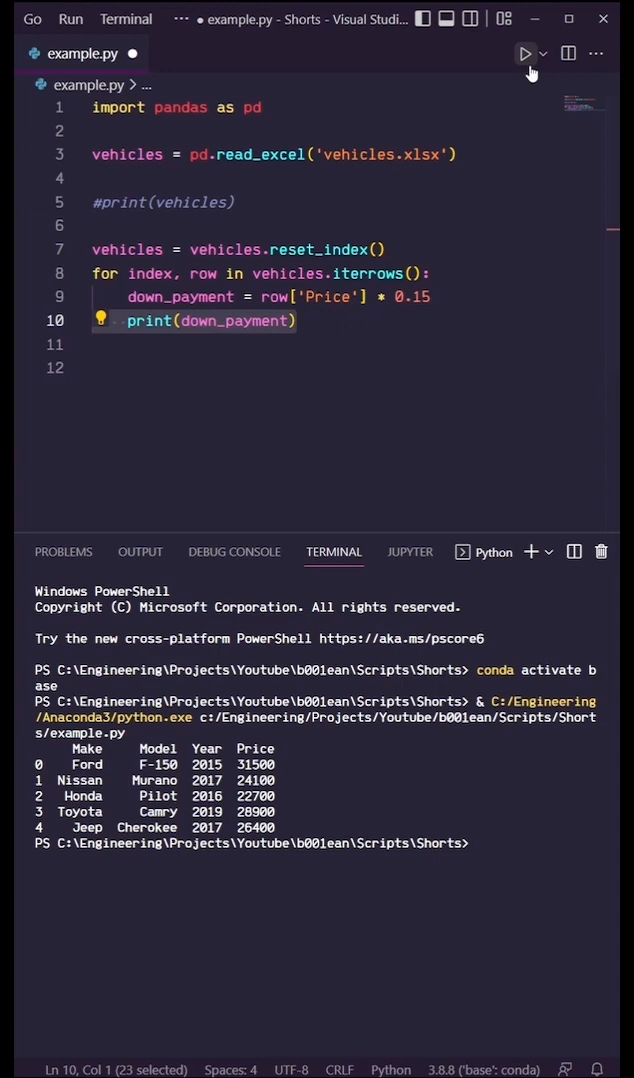 Go Run Terminal ··· ● example.py - Shorts - Visual Studi...
example.py ●
example.py > ...
1 import pandas as pd
2
3 vehicles = pd.read_excel('vehicles.xlsx')
4
5 #print(vehicles)
6
7 vehicles = vehicles.reset_index()
8 for index, row in vehicles.iterrows():
9 down_payment = row['Price'] * 0.15
10 print(down_payment)
11
12
PROBLEMS OUTPUT DEBUG CONSOLE TERMINAL JUPYTER Python
Windows PowerShell
Copyright (C) Microsoft Corporation. All rights reserved.
Try the new cross-platform PowerShell https://aka.ms/pscore6
PS C:\Engineering\Projects\Youtube\b001ean\Scripts\Shorts> conda activate b
ase
PS C:\Engineering\Projects\Youtube\b001ean\Scripts\Shorts> & C:/Engineering
/Anaconda3/python.exe c:/Engineering/Projects/Youtube/b001ean/Scripts/Short
s/example.py
Make Model Year Price
0 Ford F-150 2015 31500
1 Nissan Murano 2017 24100
2 Honda Pilot 2016 22700
3 Toyota Camry 2019 28900
4 Jeep Cherokee 2017 26400
PS C:\Engineering\Projects\Youtube\b001ean\Scripts\Shorts>
Ln 10, Col 1 (23 selected) Spaces: 4 UTF-8 CRLF Python 3.8.8 ('base': conda)